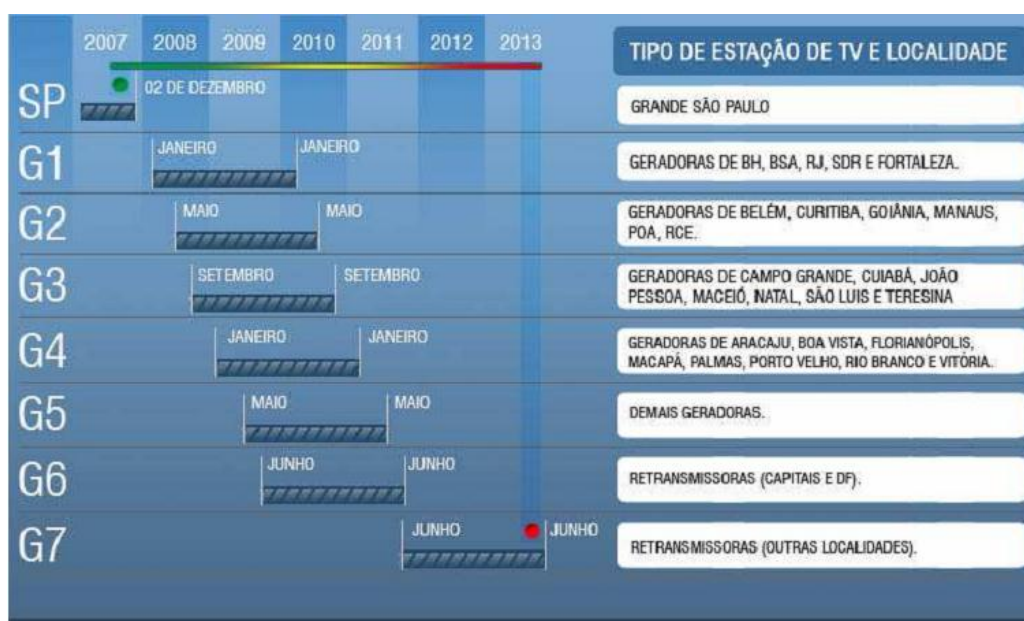 2007 2008 2009 2010 2011 2012 2013
TIPO DE ESTAÇÃO DE TV E LOCALIDADE
SP
02 DE DEZEMBRO
GRANDE SÃO PAULO
G1
JANEIRO JANEIRO
GERADORAS DE BH, BSA, RJ, SDR E FORTALEZA.
G2
MAIO MAIO
GERADORAS DE BELÉM, CURITIBA, GOIÂNIA, MANAUS,
POA, RCE.
G3
SETEMBRO SETEMBRO
GERADORAS DE CAMPO GRANDE, CUIABÁ, JOÃO
PESSOA, MACEIÓ, NATAL, SÃO LUIS E TERESINA
G4
JANEIRO JANEIRO
GERADORAS DE ARACAJU, BOA VISTA, FLORIANÓPOLIS,
MACAPÁ, PALMAS, PORTO VELHO, RIO BRANCO E VITÓRIA.
G5
MAIO MAIO
DEMAIS GERADORAS.
G6
JUNHO JUNHO
RETRANSMISSORAS (CAPITAIS E DF).
G7
JUNHO JUNHO
RETRANSMISSORAS (OUTRAS LOCALIDADES).